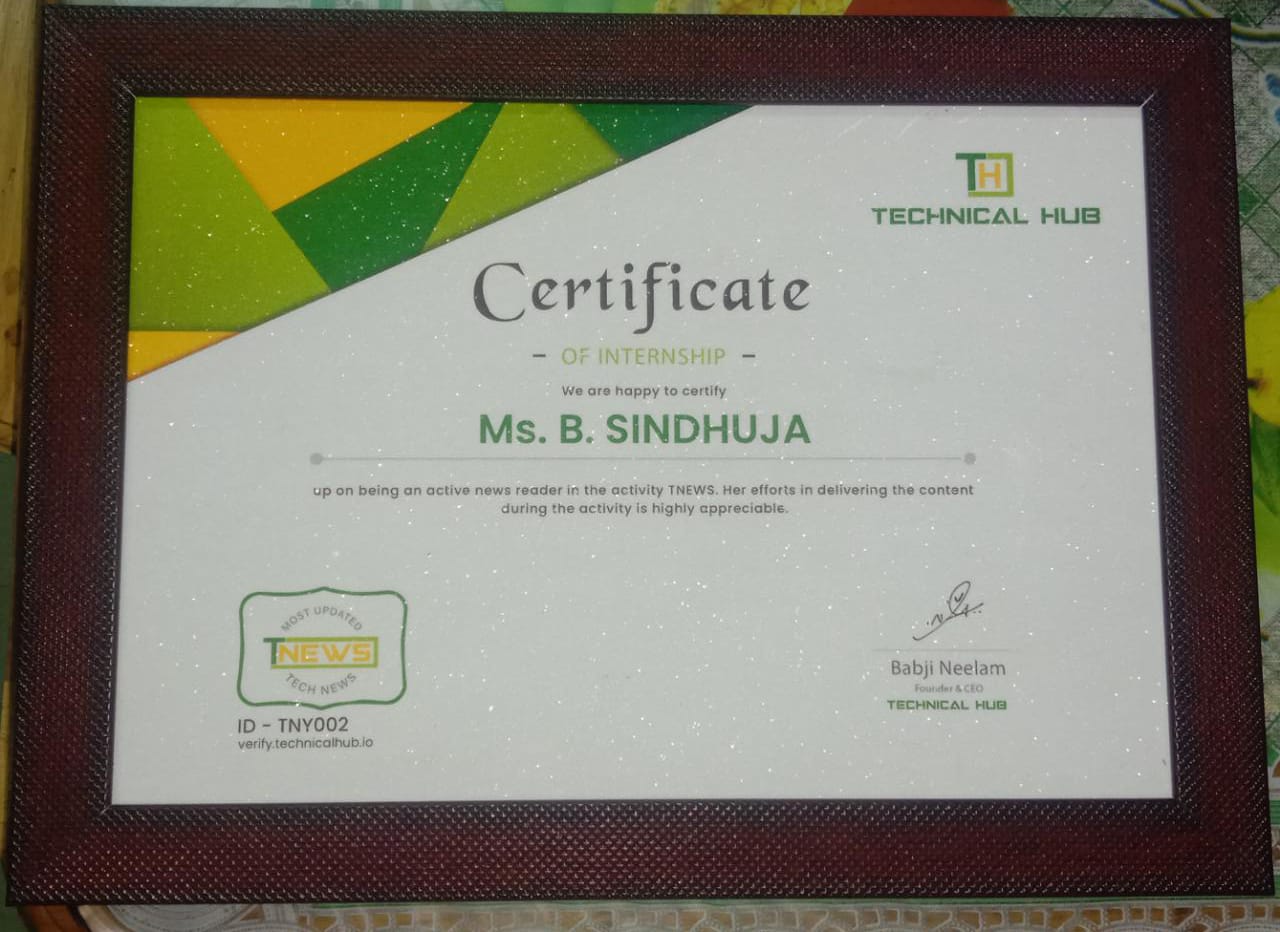 TH
TECHNICAL HUB
Certificate
- OF INTERNSHIP -
We are happy to certify
Ms. B. SINDHUJA
up on being an active news reader in the activity TNEWS. Her efforts in delivering the content
during the activity is highly appreciable.
MOST UPDATED
TNEWS
TECH NEWS
ID - TNY002
verify.technicalhub.io
Babji Neelam
Founder & CEO
TECHNICAL HUB